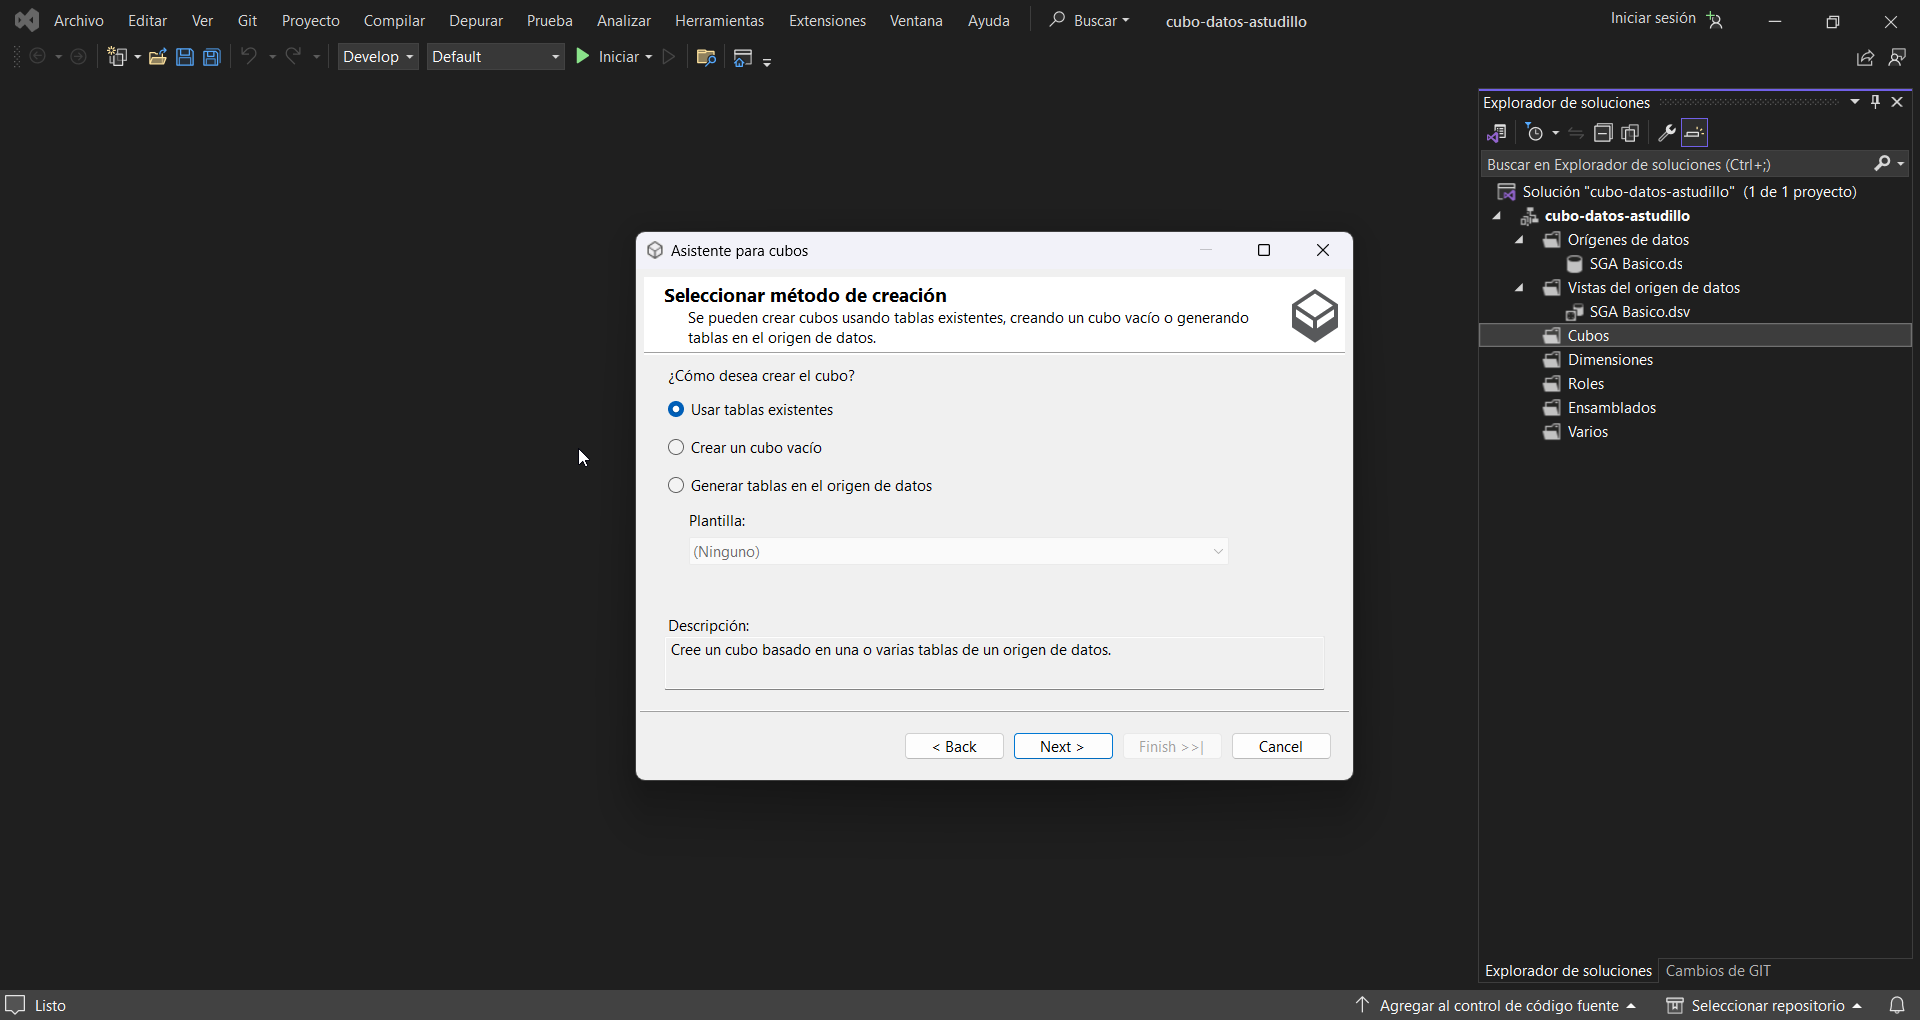 Archivo Editar Ver Git Proyecto Compilar Depurar Prueba Analizar Herramientas Extensiones Ventana Ayuda Buscar cubo-datos-astudillo Iniciar sesión
Develop Default Iniciar
Explorador de soluciones
Buscar en Explorador de soluciones (Ctrl+;)
Solución "cubo-datos-astudillo" (1 de 1 proyecto)
cubo-datos-astudillo
Orígenes de datos
SGA Basico.ds
Vistas del origen de datos
SGA Basico.dsv
Cubos
Dimensiones
Roles
Ensamblados
Varios
Asistente para cubos
Seleccionar método de creación
Se pueden crear cubos usando tablas existentes, creando un cubo vacío o generando
tablas en el origen de datos.
¿Cómo desea crear el cubo?
Usar tablas existentes
Crear un cubo vacío
Generar tablas en el origen de datos
Plantilla:
(Ninguno)
Descripción:
Cree un cubo basado en una o varias tablas de un origen de datos.
< Back Next > Finish >>| Cancel
Explorador de soluciones Cambios de GIT
Listo Agregar al control de código fuente Seleccionar repositorio